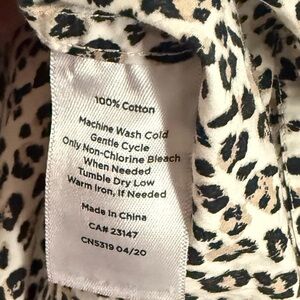 100% Cotton
Machine Wash Cold
Gentle Cycle
Only Non-Chlorine Bleach
When Needed
Tumble Dry Low
Warm Iron, If Needed
Made in China
CA# 23147
CN5319 04/20